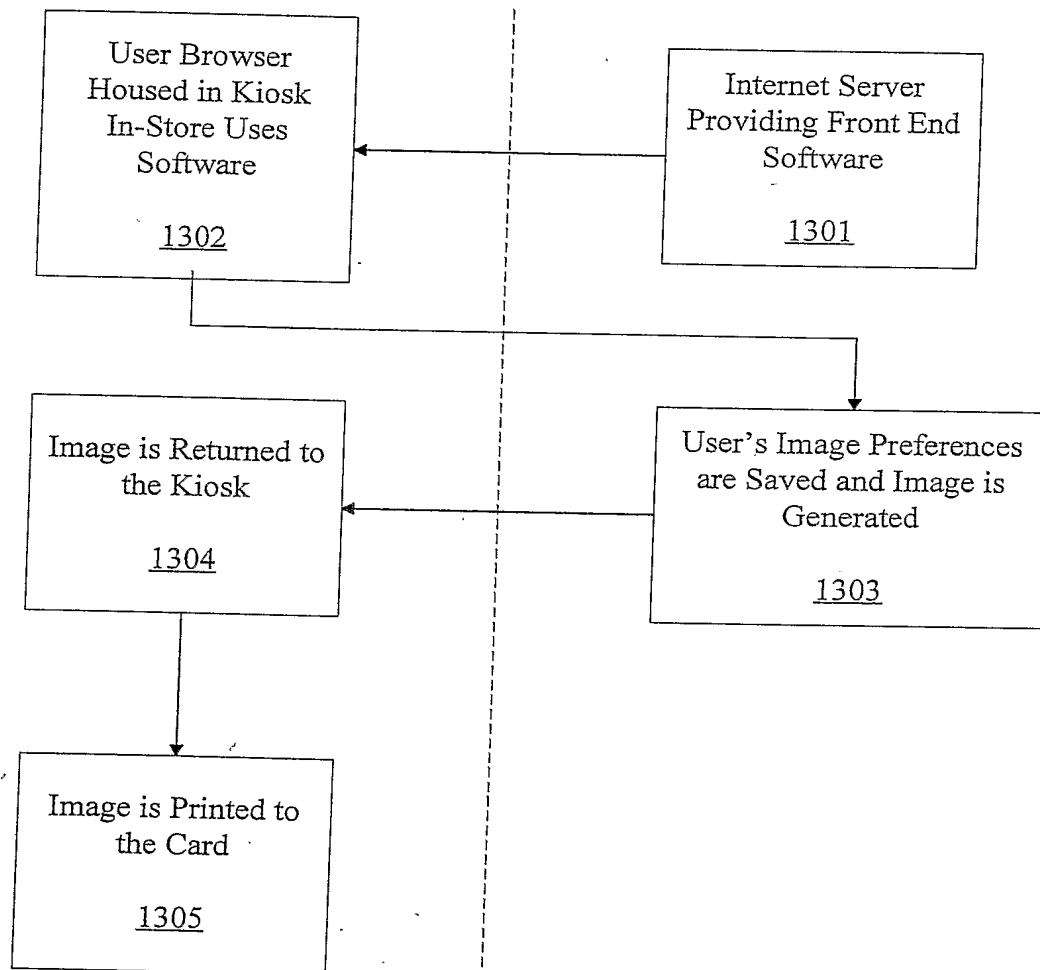 User Browser
Housed in Kiosk
In-Store Uses
Software
1302
Internet Server
Providing Front End
Software
1301
Image is Returned to
the Kiosk
1304
User's Image Preferences
are Saved and Image is
Generated
1303
Image is Printed to
the Card
1305